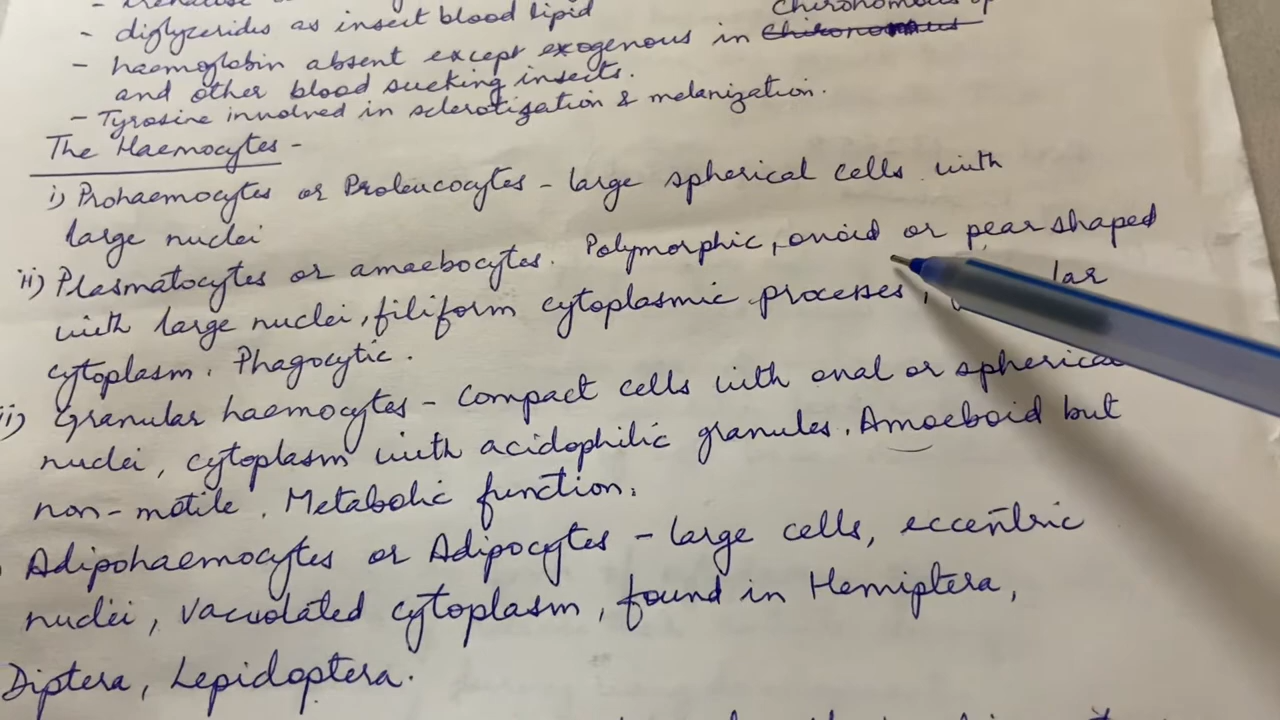 - diglycerides as insect blood lipid
- haemoglobin absent except exogenous in
and other blood sucking insects.
- Tyrosine involved in sclerotization & melanization.
The Haemocytes -
i) Prohaemocytes or Proleucocytes - large spherical cells with
large nuclei
ii) Plasmatocytes or amaebocytes. Polymorphic, ovoid or pear shaped
with large nuclei, filiform cytoplasmic processes,
cytoplasm. Phagocytic.
Granular haemocytes - Compact cells with oval or spherical
nuclei, cytoplasm with acidophilic granules. Amoeboid but
non-motile. Metabolic function.
Adipohaemocytes or Adipocytes - large cells, eccentric
nuclei, vacuolated cytoplasm, found in Hemiptera,
Diptera, Lepidoptera.